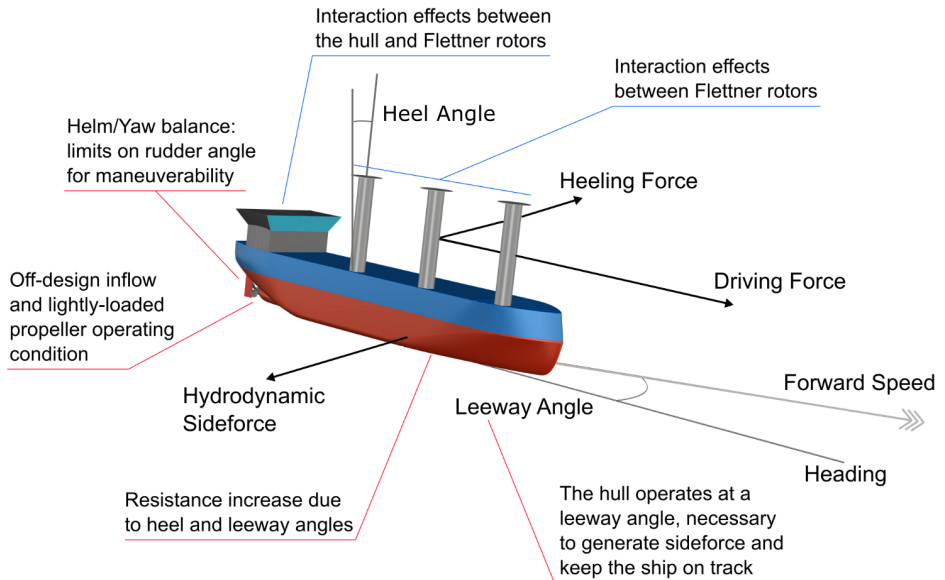 Interaction effects between
the hull and Flettner rotors
Interaction effects
between Flettner rotors
Heel Angle
Helm/Yaw balance:
limits on rudder angle
for maneuverability
Heeling Force
Driving Force
Off-design inflow
and lightly-loaded
propeller operating
condition
Hydrodynamic
Sideforce
Leeway Angle
Forward Speed
Heading
Resistance increase due
to heel and leeway angles
The hull operates at a
leeway angle, necessary
to generate sideforce and
keep the ship on track